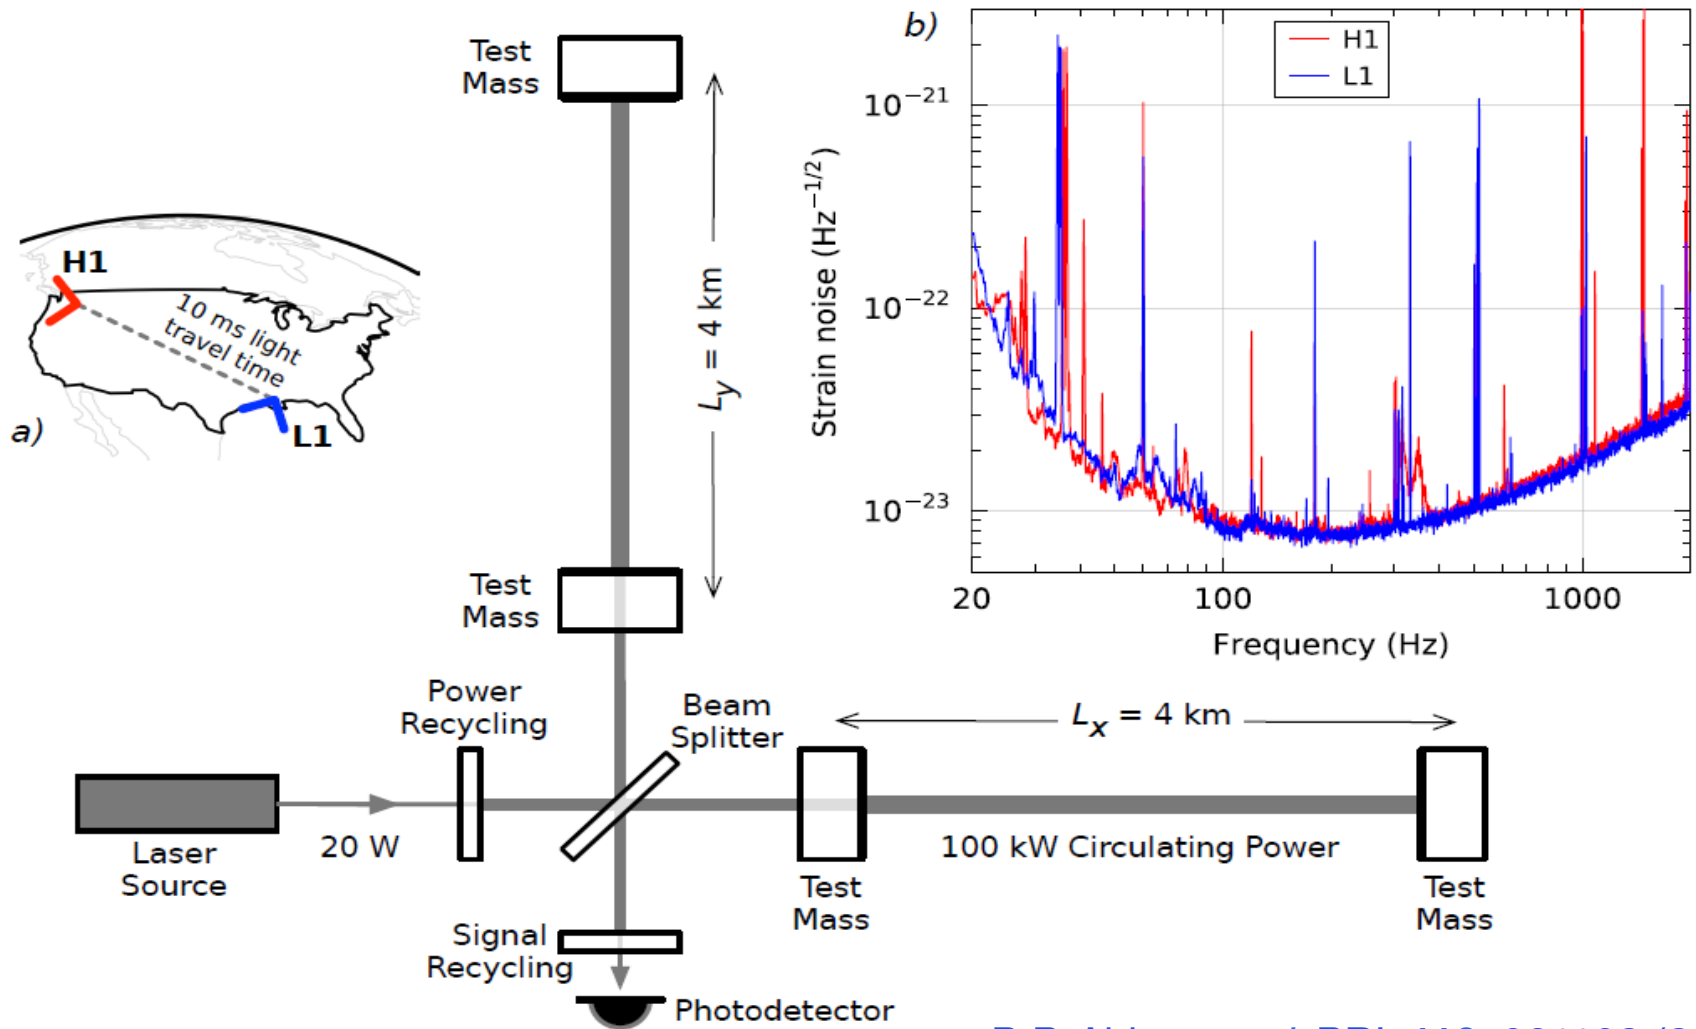 Test
Mass
L_y = 4 km
Test
Mass
a)
H1
10 ms light
travel time
L1
b)
H1
L1
Strain noise (Hz^{-1/2})
10^{-21}
10^{-22}
10^{-23}
20
100
1000
Frequency (Hz)
Power
Recycling
Beam
Splitter
L_x = 4 km
Laser
Source
20 W
100 kW Circulating Power
Test
Mass
Test
Mass
Signal
Recycling
Photodetector